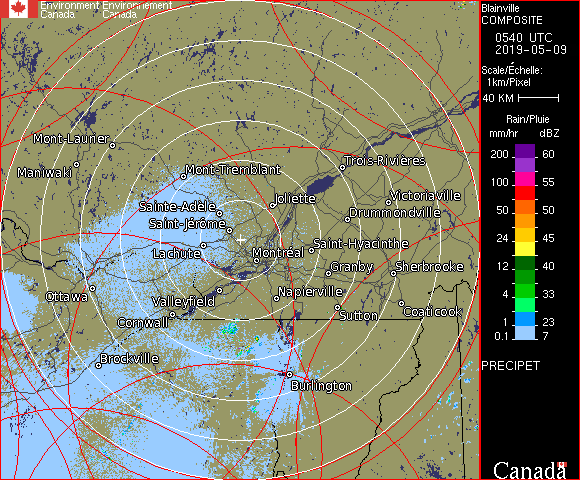 Environment Environnement
Canada Canada
Blainville
COMPOSITE
0540 UTC
2019-05-09
Scale/Échelle:
1km/Pixel
40 KM
Rain/Pluie
mm/hr dBZ
200 60
100 55
50 50
24 45
12 40
4 33
1 23
0.1 7
PRECIPET
Canada
Mont-Laurier
Maniwaki
Mont-Tremblant
Trois-Rivières
Joliette
Victoriaville
Sainte-Adèle
Drummondville
Saint-Jérôme
Saint-Hyacinthe
Lachute
Montréal
Granby
Sherbrooke
Ottawa
Valleyfield
Napierville
Cornwall
Sutton
Coaticook
Brockville
Burlington